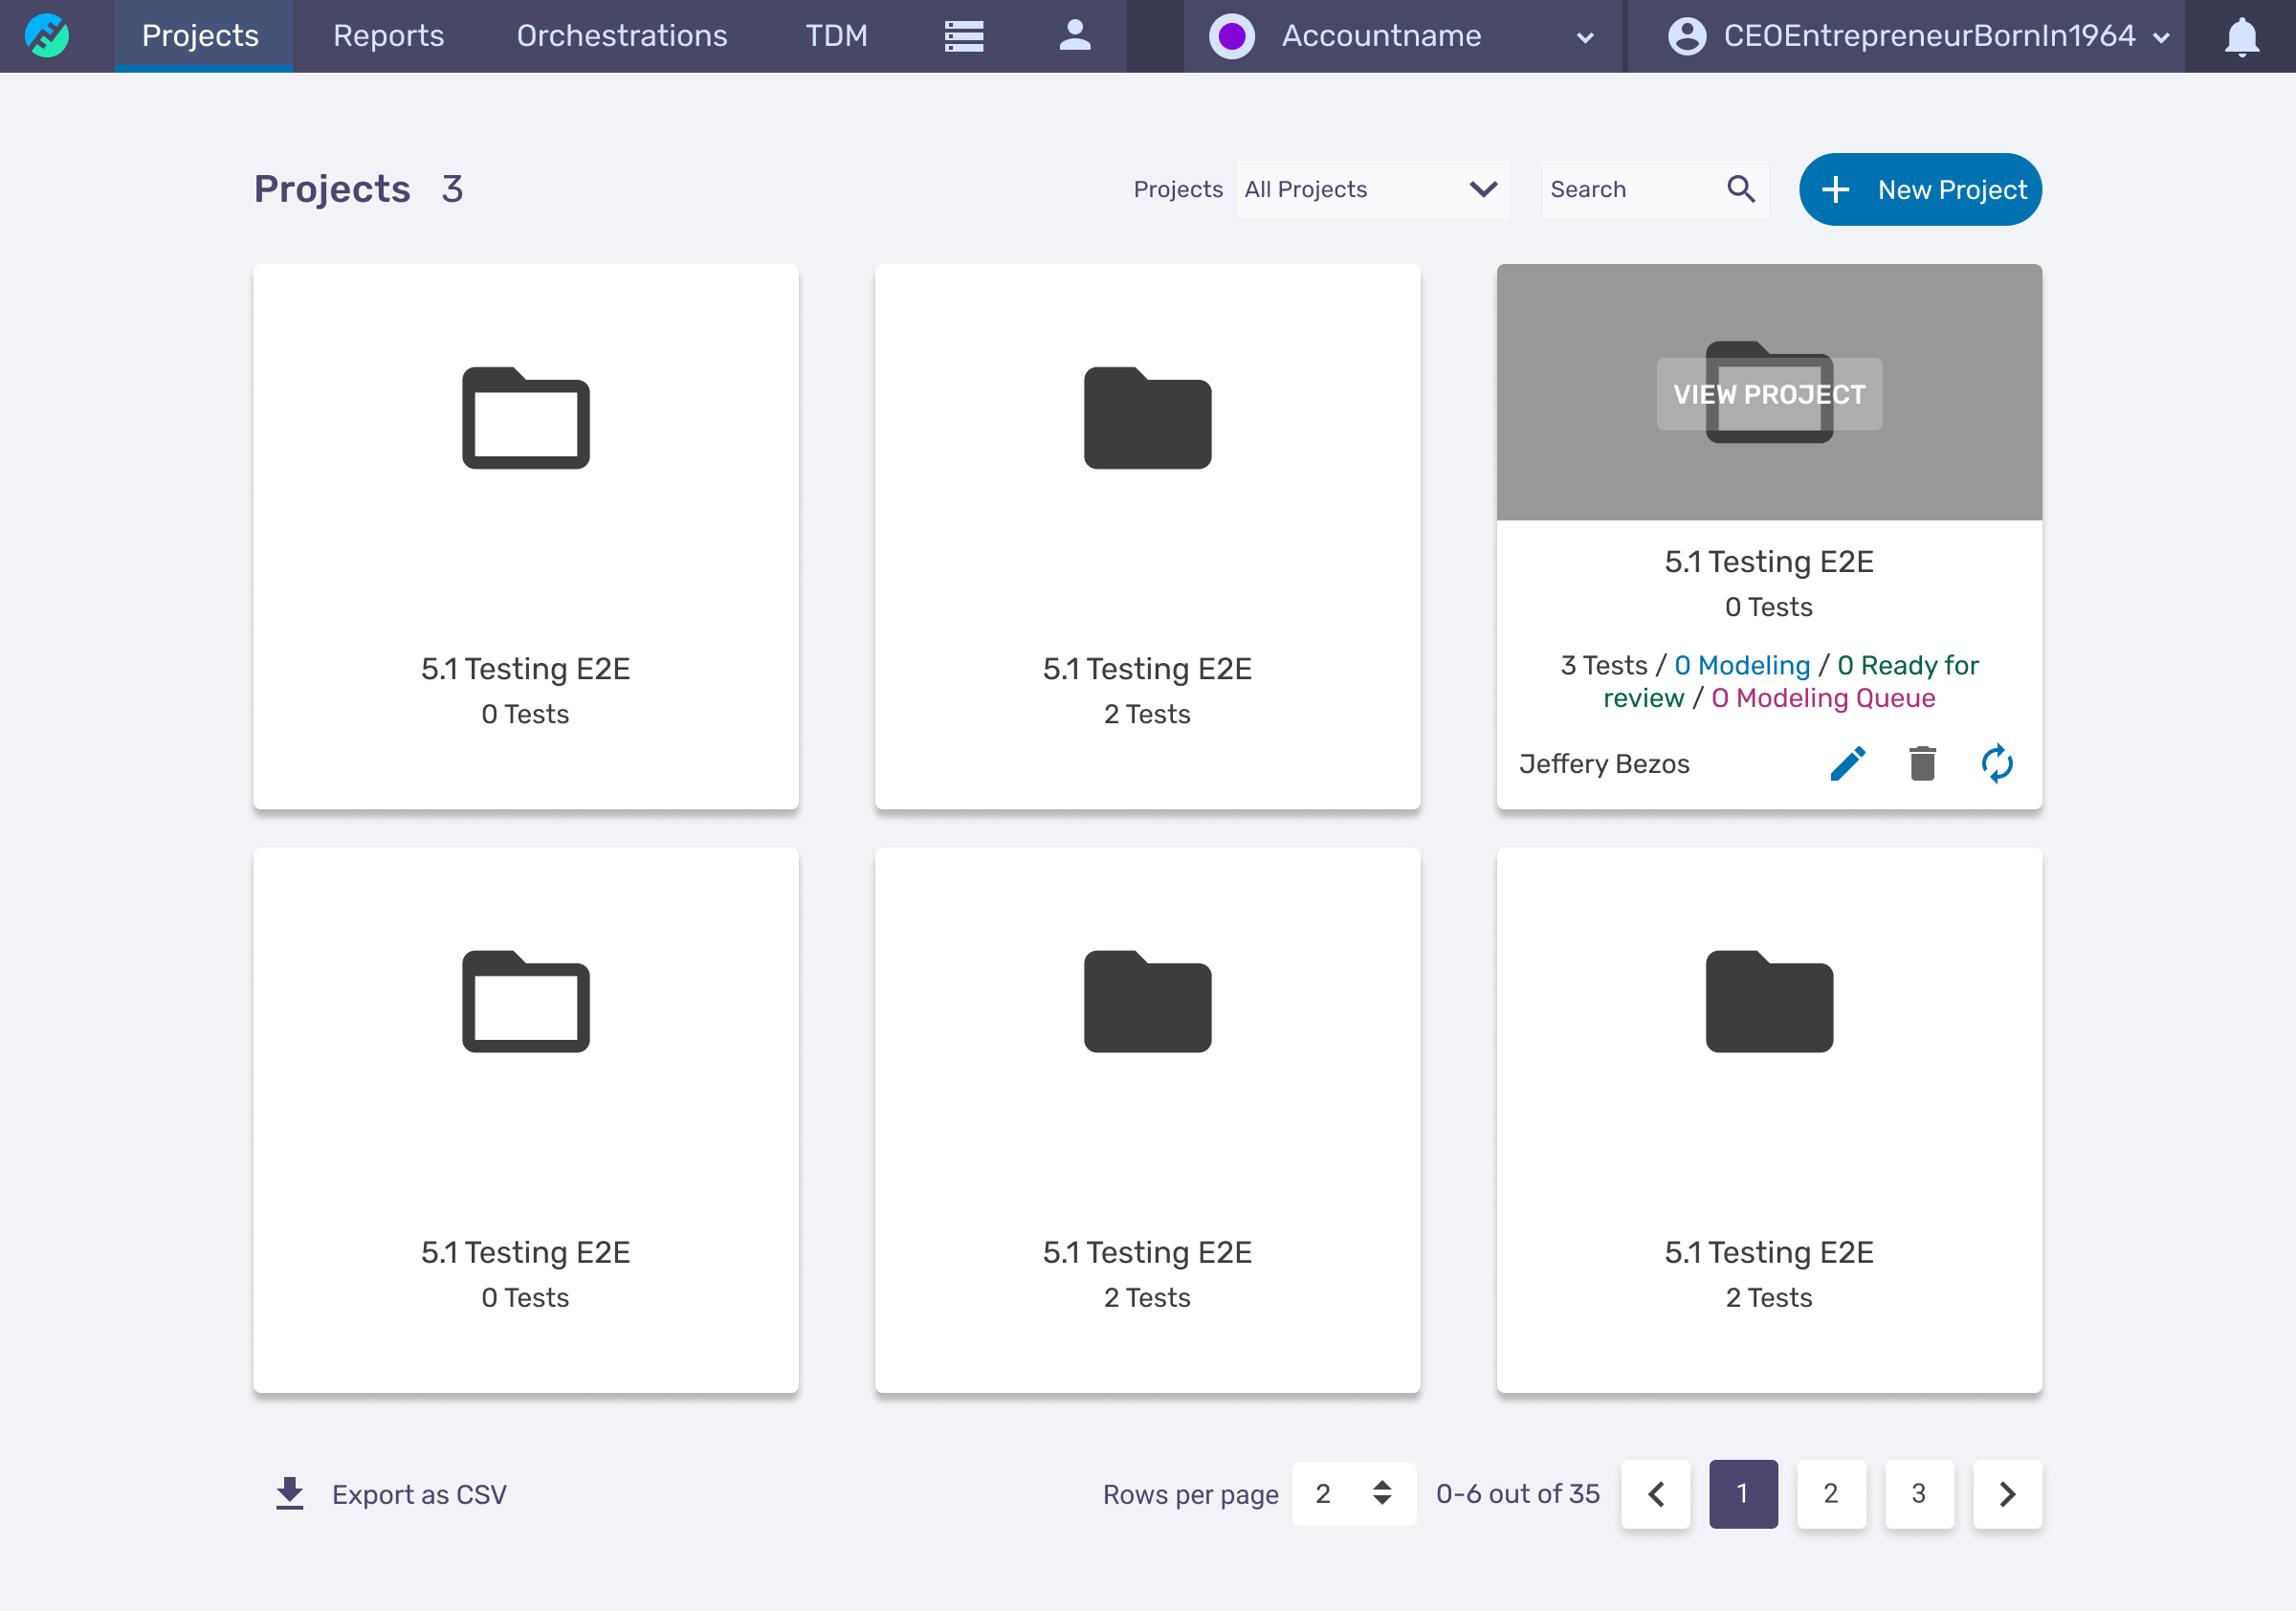 Projects Reports Orchestrations TDM Accountname CEOEntrepreneurBornIn1964
Projects 3 Projects All Projects Search New Project
VIEW PROJECT
5.1 Testing E2E
0 Tests
5.1 Testing E2E
2 Tests
5.1 Testing E2E
0 Tests
3 Tests / 0 Modeling / 0 Ready for
review / 0 Modeling Queue
Jeffery Bezos
5.1 Testing E2E
0 Tests
5.1 Testing E2E
2 Tests
5.1 Testing E2E
2 Tests
Export as CSV Rows per page 2 0-6 out of 35 1 2 3